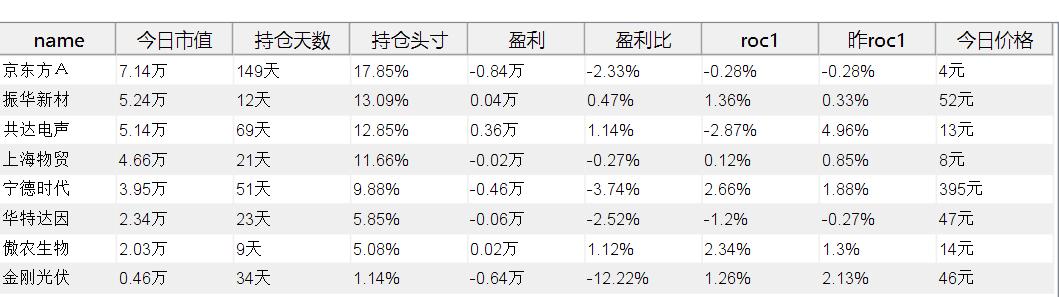 name 今日市值 持仓天数 持仓头寸 盈利 盈利比 roc1 昨roc1 今日价格
京东方Ａ 7.14万 149天 17.85% -0.84万 -2.33% -0.28% -0.28% 4元
振华新材 5.24万 12天 13.09% 0.04万 0.47% 1.36% 0.33% 52元
共达电声 5.14万 69天 12.85% 0.36万 1.14% -2.87% 4.96% 13元
上海物贸 4.66万 21天 11.66% -0.02万 -0.27% 0.12% 0.85% 8元
宁德时代 3.95万 51天 9.88% -0.46万 -3.74% 2.66% 1.88% 395元
华特达因 2.34万 23天 5.85% -0.06万 -2.52% -1.2% -0.27% 47元
傲农生物 2.03万 9天 5.08% 0.02万 1.12% 2.34% 1.3% 14元
金刚光伏 0.46万 34天 1.14% -0.64万 -12.22% 1.26% 2.13% 46元